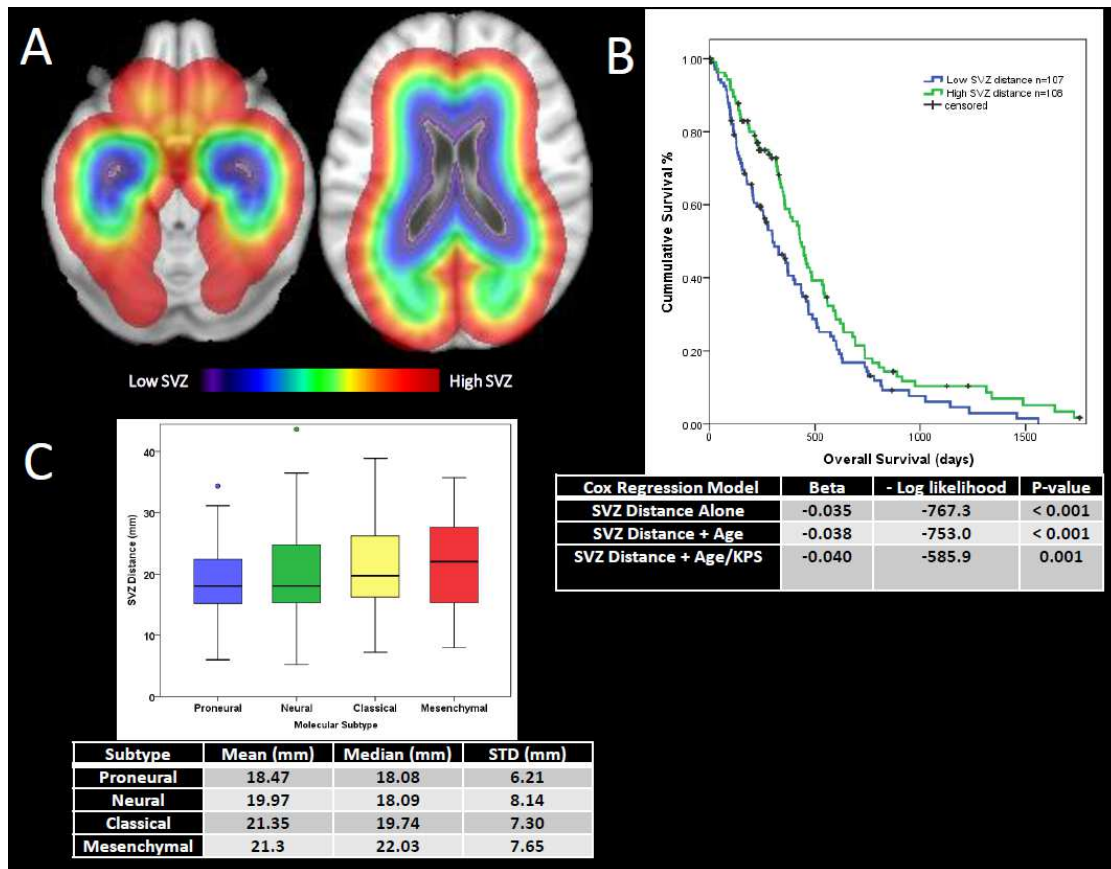 A
Low SVZ High SVZ
B
Low SVZ distance n=107
High SVZ distance n=108
censored
Cummulative Survival %
1.00
0.80
0.60
0.40
0.20
0.00
0 500 1000 1500
Overall Survival (days)
Cox Regression Model Beta - Log likelihood P-value
SVZ Distance Alone -0.035 -767.3 < 0.001
SVZ Distance + Age -0.038 -753.0 < 0.001
SVZ Distance + Age/KPS -0.040 -585.9 0.001
C
SVZ Distance (mm)
40
30
20
10
0
Proneural Neural Classical Mesenchymal
Molecular Subtype
Subtype Mean (mm) Median (mm) STD (mm)
Proneural 18.47 18.08 6.21
Neural 19.97 18.09 8.14
Classical 21.35 19.74 7.30
Mesenchymal 21.3 22.03 7.65